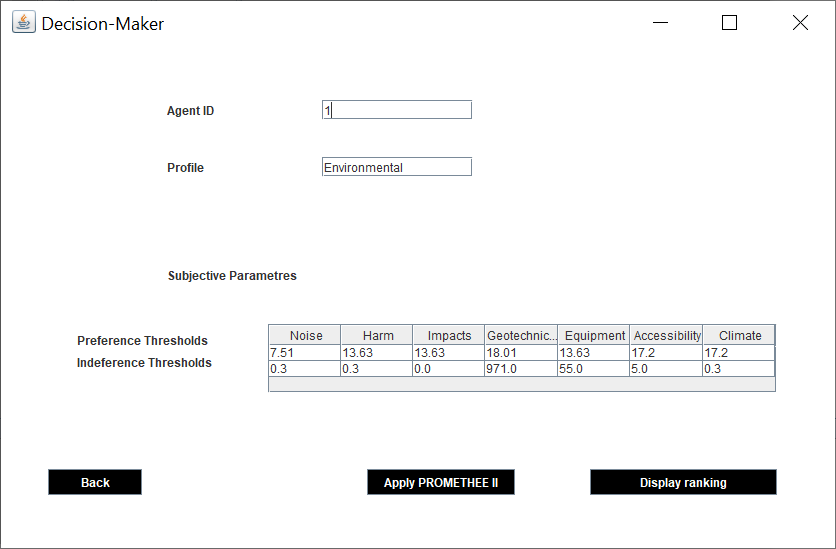 Decision-Maker
Agent ID 1
Profile Environmental
Subjective Parametres
Noise Harm Impacts Geotechnic... Equipment Accessibility Climate
Preference Thresholds 7.51 13.63 13.63 18.01 13.63 17.2 17.2
Indeference Thresholds 0.3 0.3 0.0 971.0 55.0 5.0 0.3
Back Apply PROMETHEE II Display ranking